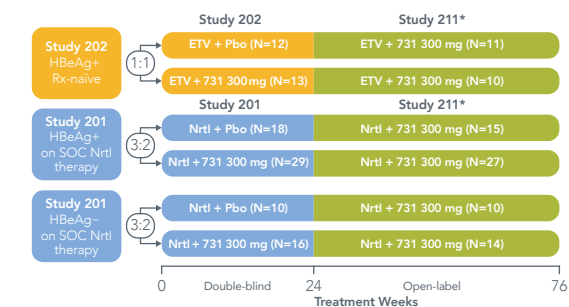 Study 202
Study 211*
Study 202
HBeAg+
Rx-naïve
1:1
ETV + Pbo (N=12)
ETV + 731 300 mg (N=11)
ETV + 731 300 mg (N=13)
ETV + 731 300 mg (N=10)
Study 201
Study 211*
Study 201
HBeAg+
on SOC NrtI
therapy
3:2
NrtI + Pbo (N=18)
NrtI + 731 300 mg (N=15)
NrtI + 731 300 mg (N=29)
NrtI + 731 300 mg (N=27)
Study 201
HBeAg−
on SOC NrtI
therapy
3:2
NrtI + Pbo (N=10)
NrtI + 731 300 mg (N=10)
NrtI + 731 300 mg (N=16)
NrtI + 731 300 mg (N=14)
0 Double-blind 24 Open-label 76
Treatment Weeks